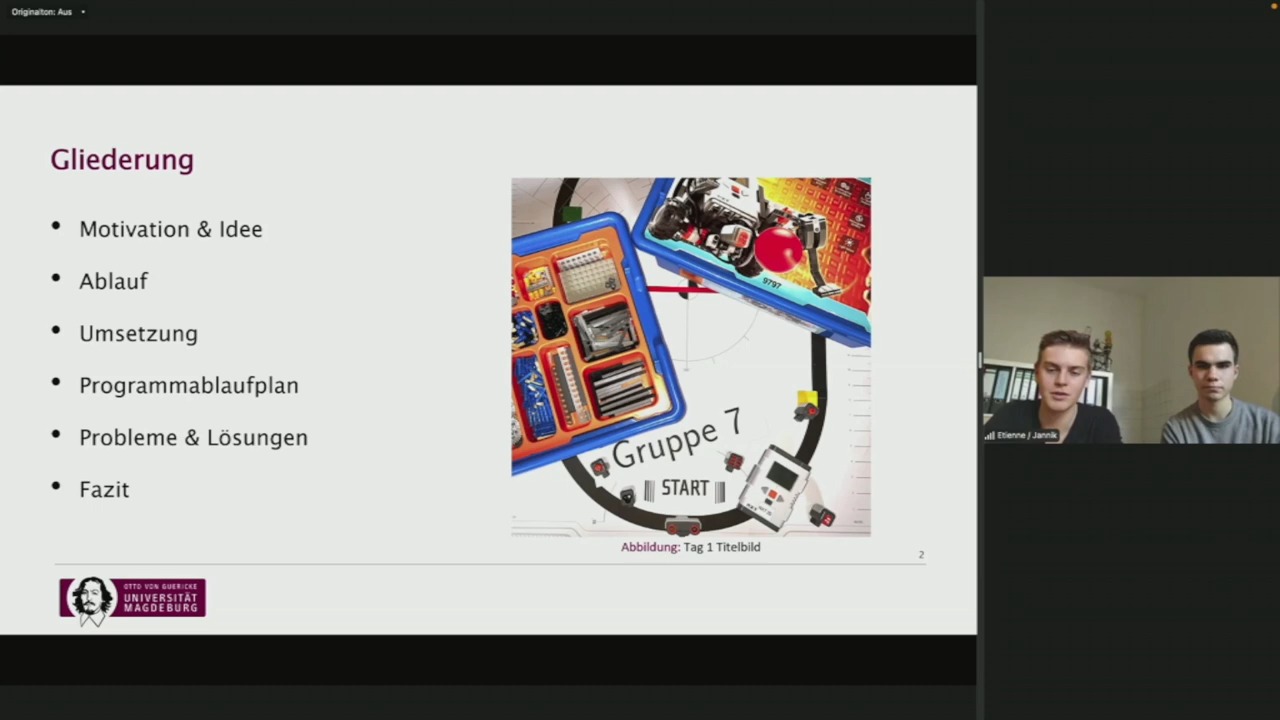 Originalton: Aus
Gliederung
• Motivation & Idee
• Ablauf
• Umsetzung
• Programmablaufplan
• Probleme & Lösungen
• Fazit
9797
Gruppe 7
START
Abbildung: Tag 1 Titelbild
2
OTTO VON GUERICKE
UNIVERSITÄT
MAGDEBURG
Etienne / Jannik